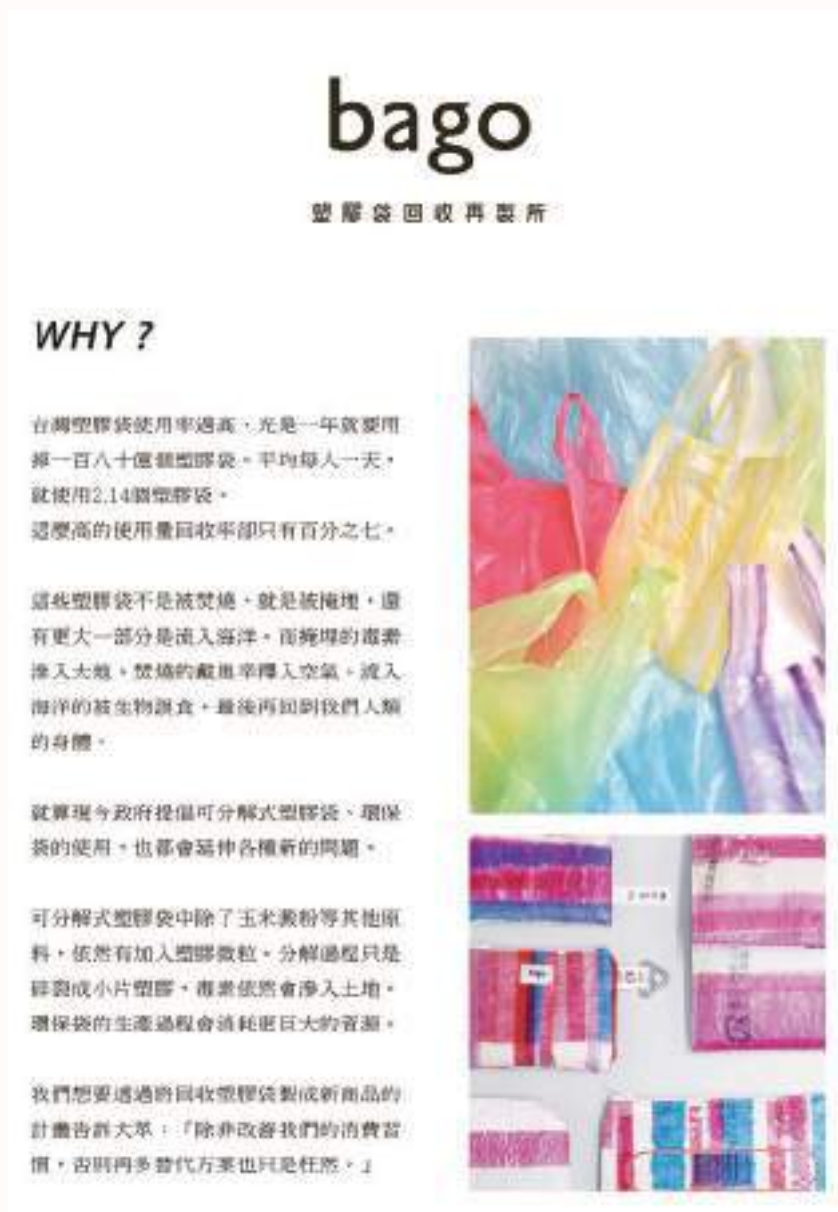 bago
塑膠袋回收再製所
WHY ?
台灣塑膠袋使用率過高，光是一年就要用
掉一百八十億個塑膠袋。平均每人一天，
就使用2.14個塑膠袋。
這麼高的使用量回收率卻只有百分之七。
這些塑膠袋不是被焚燒，就是被掩埋，還
有更大一部分是流入海洋。而掩埋的毒素
滲入大地，焚燒的戴奧辛釋入空氣，流入
海洋的被生物誤食，最後再回到我們人類
的身體。
就算現今政府提倡可分解式塑膠袋、環保
袋的使用，也都會延伸各種新的問題。
可分解式塑膠袋中除了玉米澱粉等其他原
料，依然有加入塑膠微粒。分解過程只是
碎裂成小片塑膠，毒素依然會滲入土地。
環保袋的生產過程會消耗更巨大的資源。
我們想要透過將回收塑膠袋製成新商品的
計畫告訴大眾：「除非改善我們的消費習
慣，否則再多替代方案也只是枉然。」